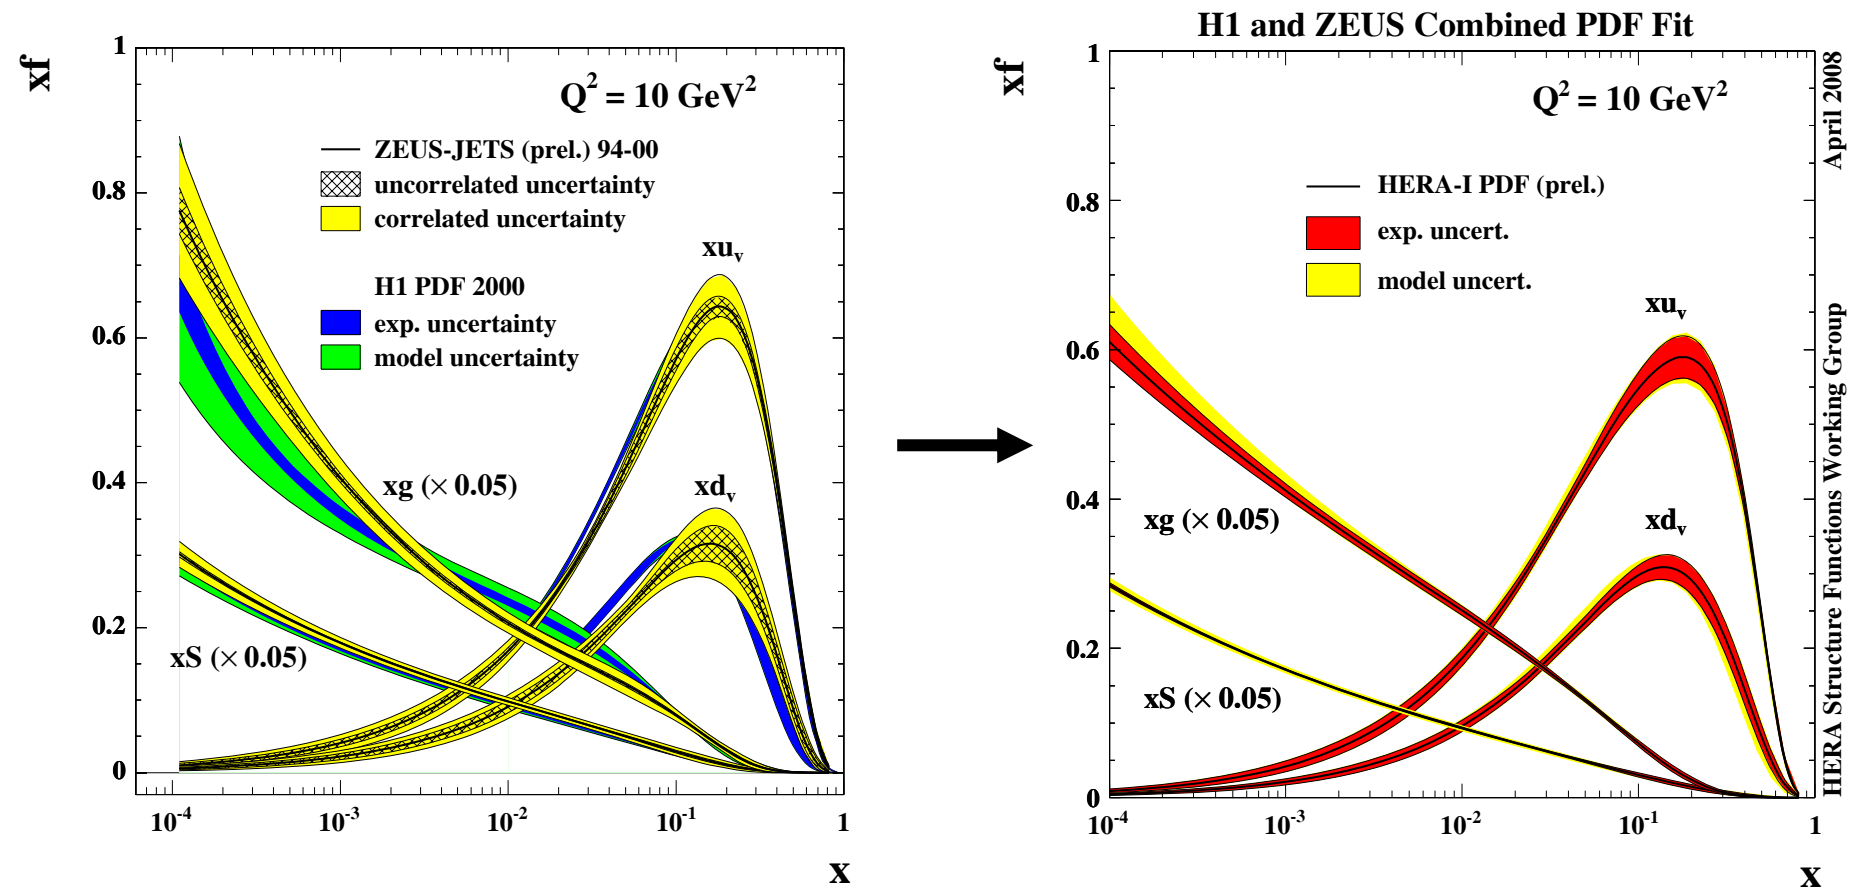 xf
1
0.8
0.6
0.4
0.2
0
Q² = 10 GeV²
ZEUS-JETS (prel.) 94-00
uncorrelated uncertainty
correlated uncertainty
H1 PDF 2000
exp. uncertainty
model uncertainty
xuᵥ
xdᵥ
xg (× 0.05)
xS (× 0.05)
10⁻⁴ 10⁻³ 10⁻² 10⁻¹ 1
x
H1 and ZEUS Combined PDF Fit
xf
1
0.8
0.6
0.4
0.2
0
Q² = 10 GeV²
HERA-I PDF (prel.)
exp. uncert.
model uncert.
xuᵥ
xdᵥ
xg (× 0.05)
xS (× 0.05)
10⁻⁴ 10⁻³ 10⁻² 10⁻¹ 1
x
HERA Structure Functions Working Group April 2008